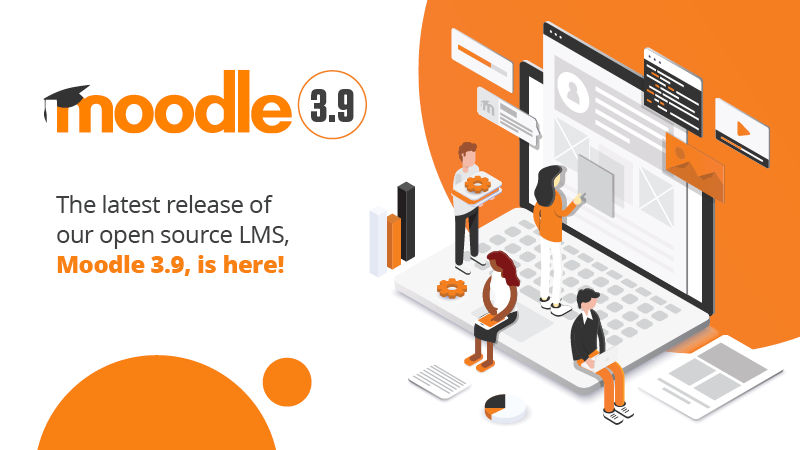 moodle 3.9
The latest release of
our open source LMS,
Moodle 3.9, is here!
m